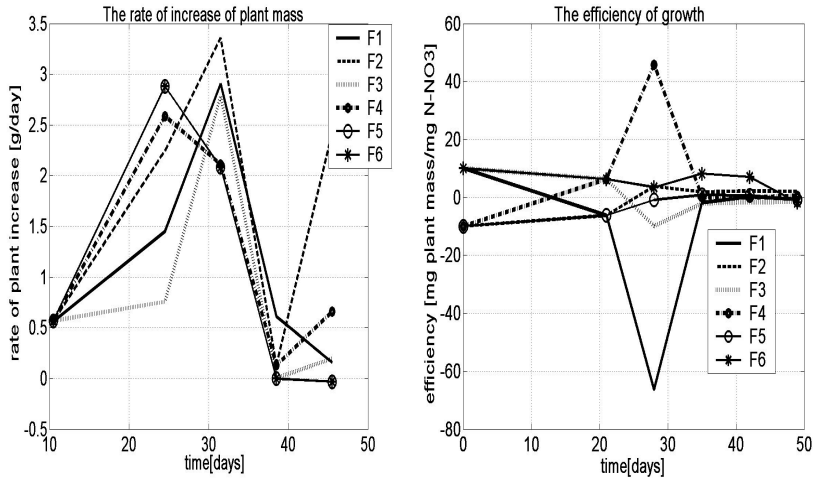 The rate of increase of plant mass
rate of plant increase [g/day]
3.5
3
2.5
2
1.5
1
0.5
0
-0.5
10
20
30
40
50
time[days]
F1
F2
F3
F4
F5
F6
The efficiency of growth
efficiency [mg plant mass/mg N-NO3]
60
40
20
0
-20
-40
-60
-80
0
10
20
30
40
50
time[days]
F1
F2
F3
F4
F5
F6